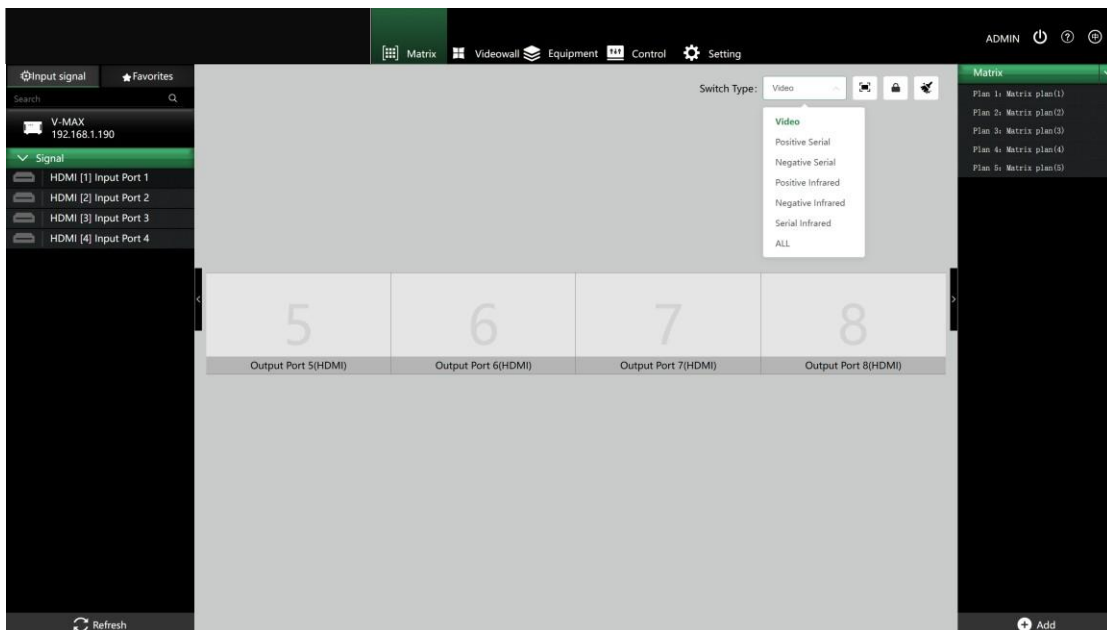 ADMIN
Matrix
Videowall
Equipment
Control
Setting
Input signal
Favorites
Search
V-MAX
192.168.1.190
Signal
HDMI [1] Input Port 1
HDMI [2] Input Port 2
HDMI [3] Input Port 3
HDMI [4] Input Port 4
Refresh
Switch Type:
Video
Video
Positive Serial
Negative Serial
Positive Infrared
Negative Infrared
Serial Infrared
ALL
5
6
7
8
Output Port 5(HDMI)
Output Port 6(HDMI)
Output Port 7(HDMI)
Output Port 8(HDMI)
Matrix
Plan 1: Matrix plan(1)
Plan 2: Matrix plan(2)
Plan 3: Matrix plan(3)
Plan 4: Matrix plan(4)
Plan 5: Matrix plan(5)
Add